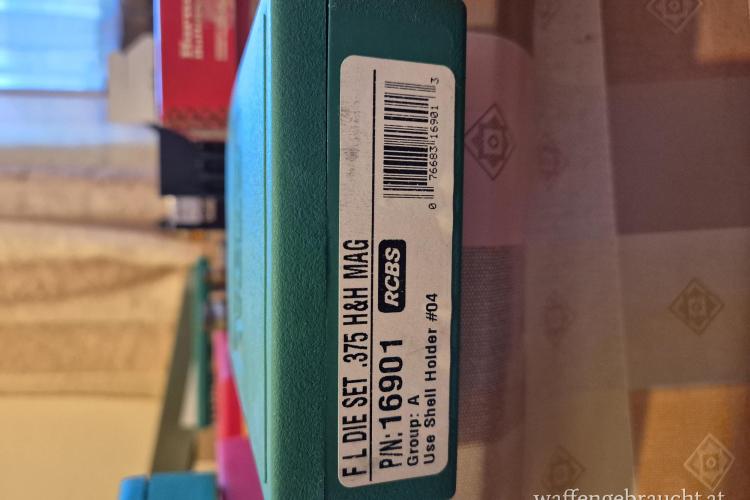 F L DIE SET .375 H&H MAG
P/N: 16901
RCBS
Group: A
Use Shell Holder #04
0 76683 16901 3
waffengebraucht.at